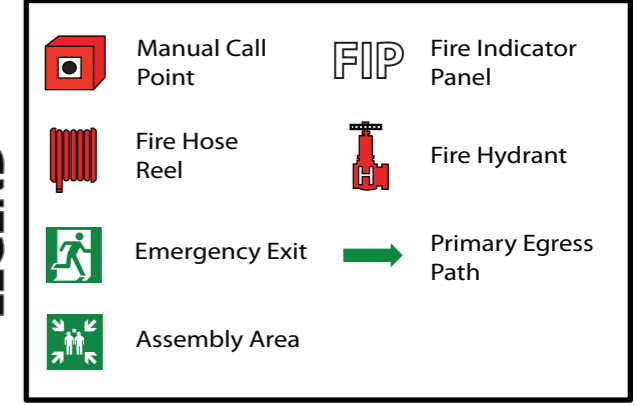 LEGEND
Manual Call
Point
FIP
Fire Indicator
Panel
Fire Hose
Reel
H
Fire Hydrant
Emergency Exit
Primary Egress
Path
Assembly Area